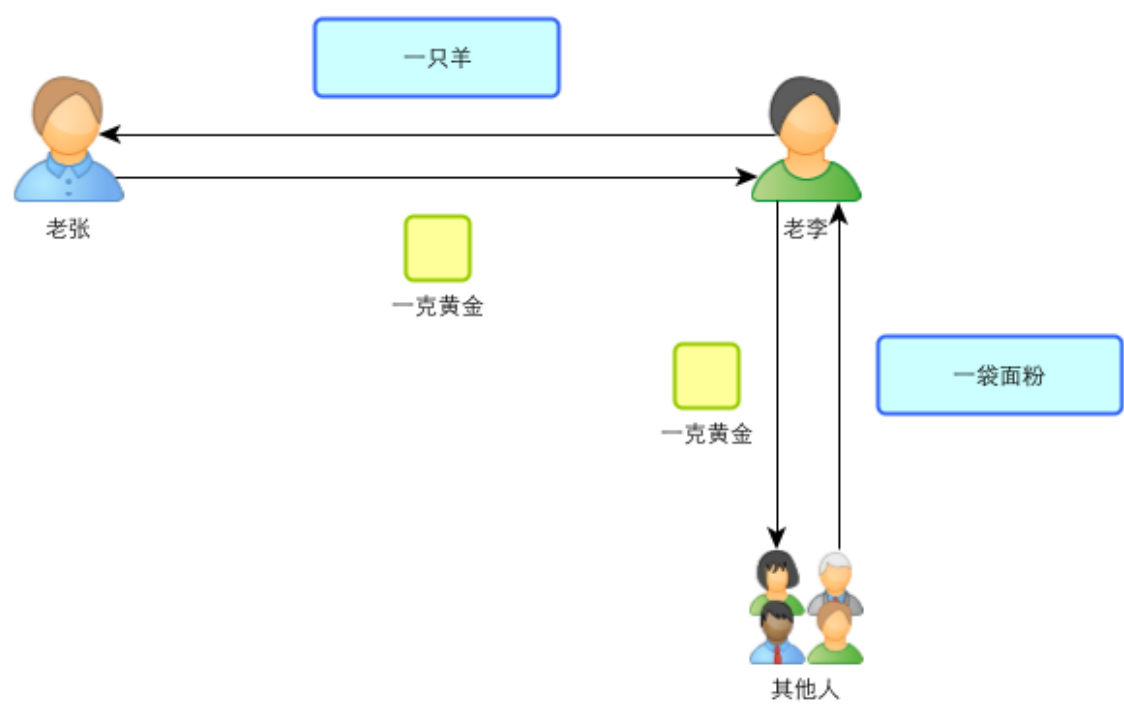 一只羊
老张
老李
一克黄金
一克黄金
一袋面粉
其他人